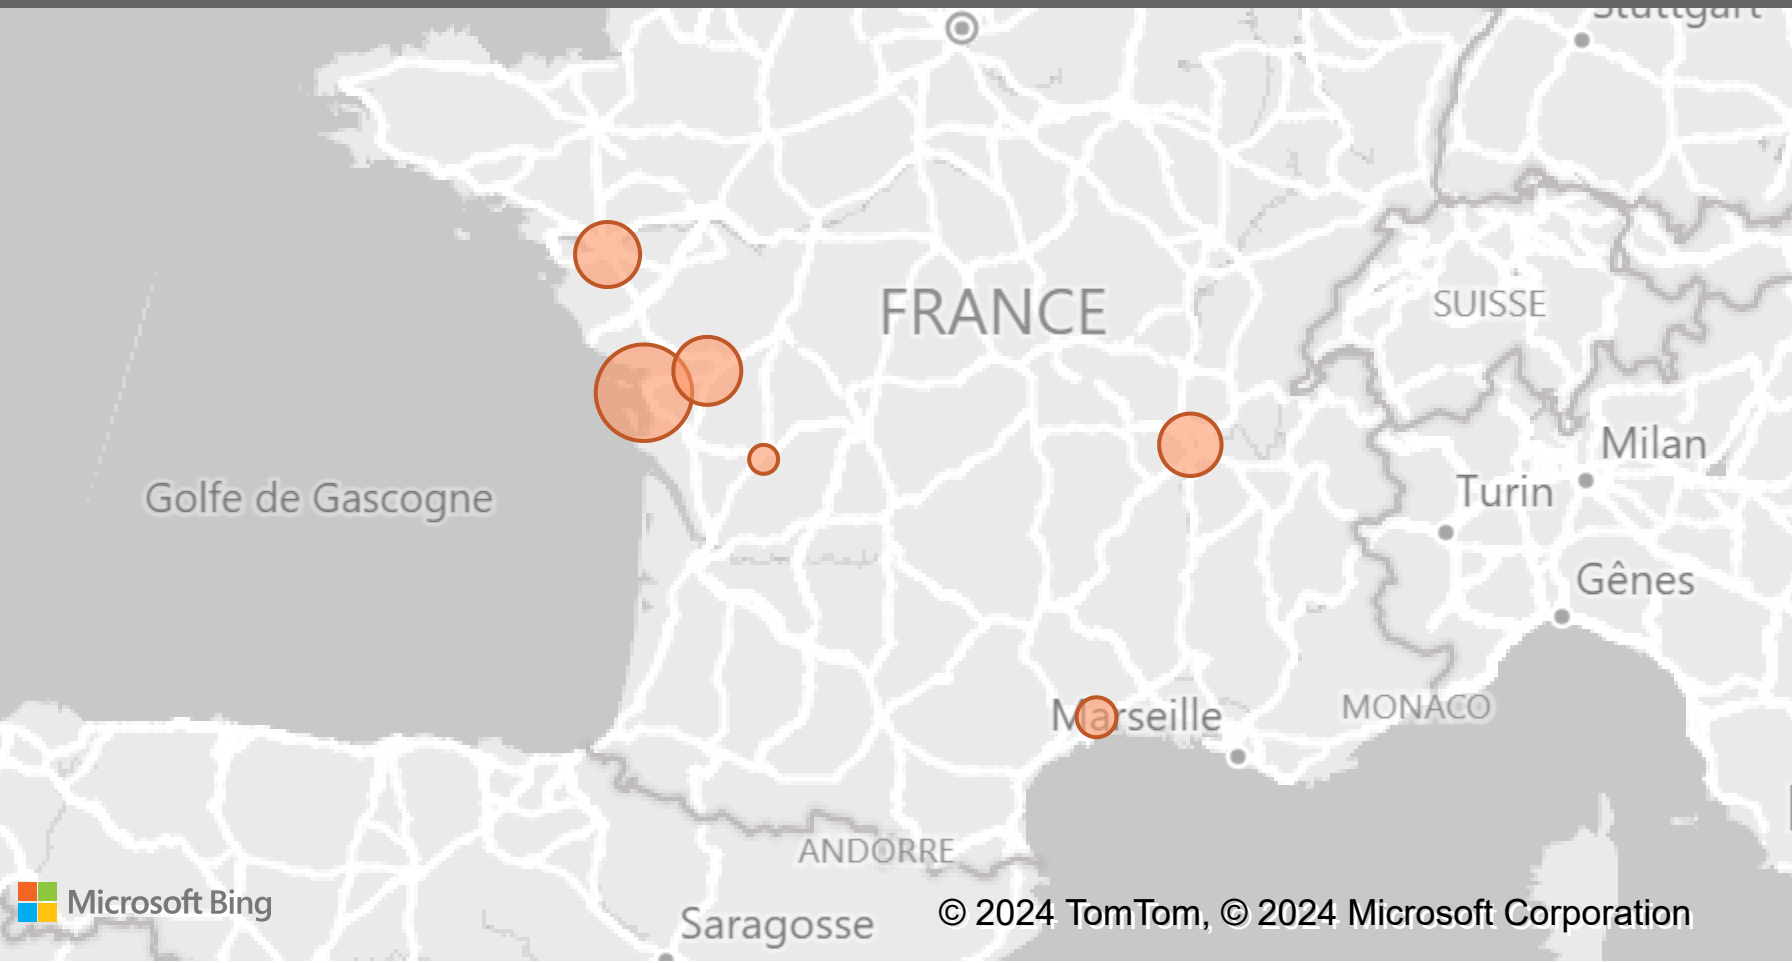 Stuttgart
FRANCE
SUISSE
Milan
Turin
Golfe de Gascogne
Gênes
Marseille
MONACO
ANDORRE
Microsoft Bing
Saragosse
© 2024 TomTom, © 2024 Microsoft Corporation